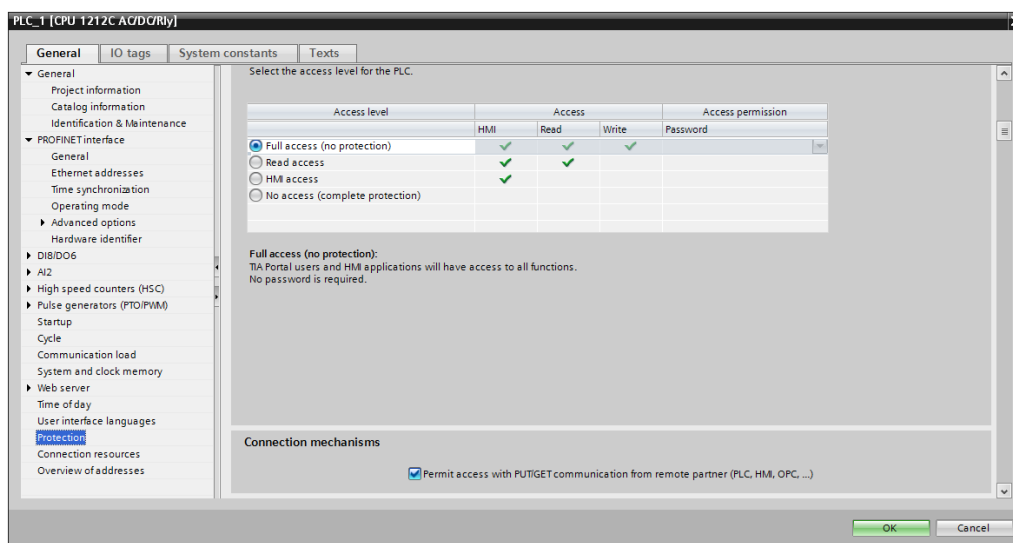 PLC_1 [CPU 1212C AC/DC/Rly]
General IO tags System constants Texts
General
Project information
Catalog information
Identification & Maintenance
PROFINET interface
General
Ethernet addresses
Time synchronization
Operating mode
Advanced options
Hardware identifier
DI8/DO6
AI2
High speed counters (HSC)
Pulse generators (PTO/PWM)
Startup
Cycle
Communication load
System and clock memory
Web server
Time of day
User interface languages
Protection
Connection resources
Overview of addresses
Select the access level for the PLC.
Access level Access Access permission
HMI Read Write Password
Full access (no protection)
Read access
HMI access
No access (complete protection)
Full access (no protection):
TIA Portal users and HMI applications will have access to all functions.
No password is required.
Connection mechanisms
Permit access with PUT/GET communication from remote partner (PLC, HMI, OPC, ...)
OK Cancel